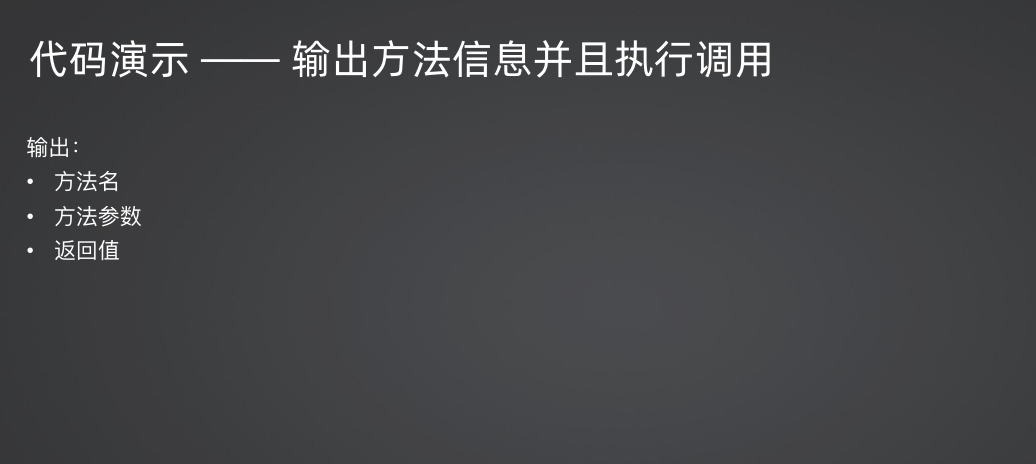 代码演示 —— 输出方法信息并且执行调用
输出：
• 方法名
• 方法参数
• 返回值